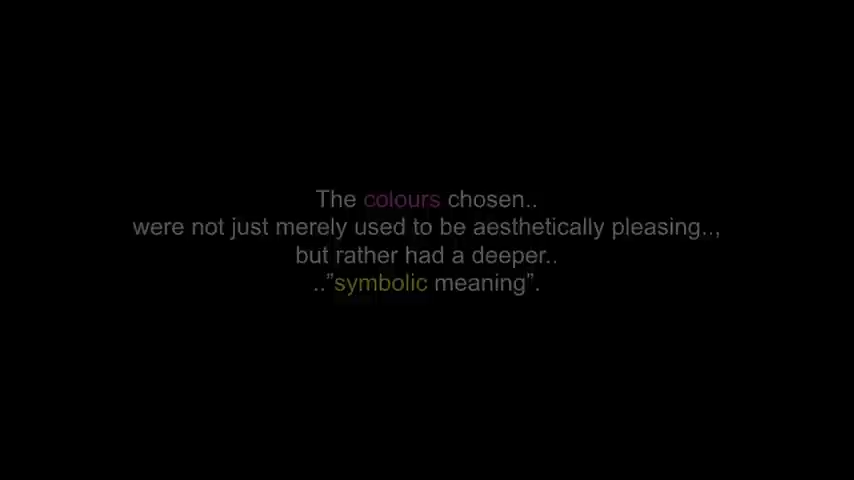 The colours chosen..
were not just merely used to be aesthetically pleasing..,
but rather had a deeper..
..”symbolic meaning”.